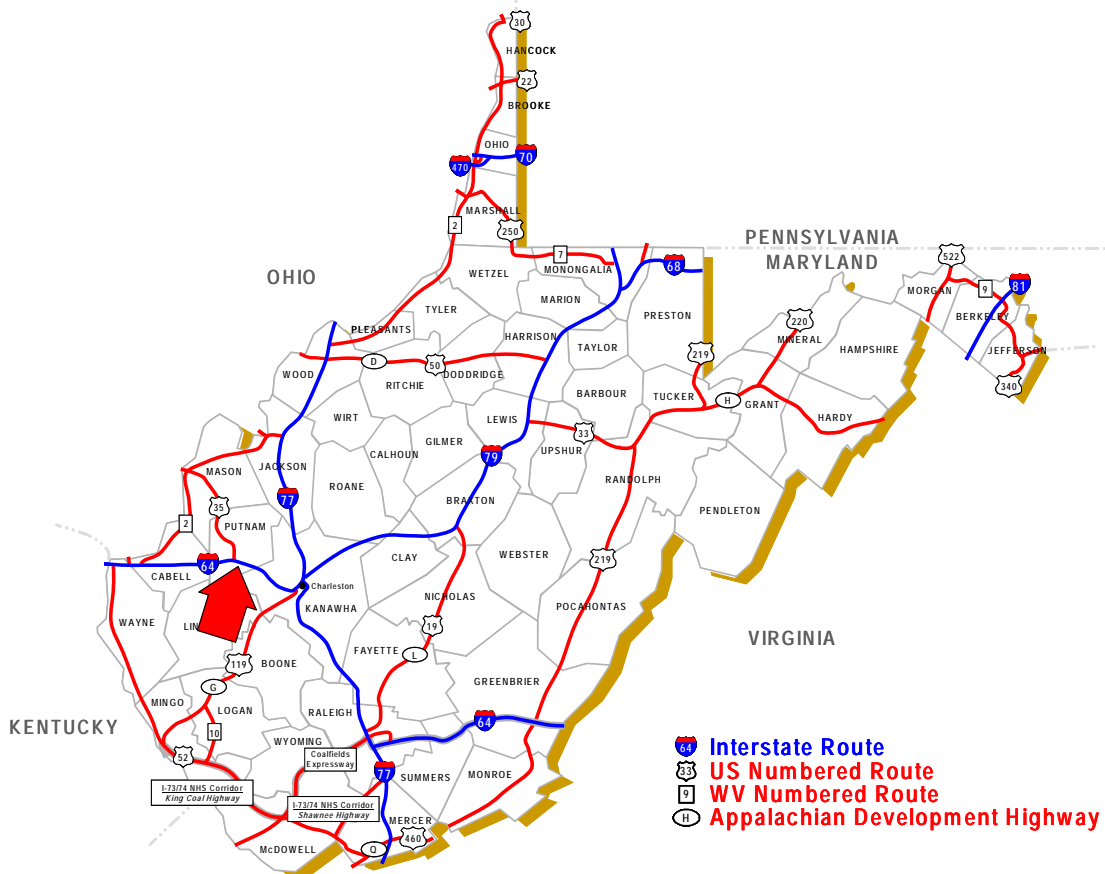 30
HANCOCK
22
BROOKE
OHIO
70
470
MARSHALL
2
250
PENNSYLVANIA
7
522
MARYLAND
OHIO
68
WETZEL
MONONGALIA
81
MORGAN
9
MARION
TYLER
BERKELEY
PRESTON
220
PLEASANTS
HARRISON
MINERAL
TAYLOR
HAMPSHIRE
JEFFERSON
219
D
50
WOOD
DODDRIDGE
RITCHIE
340
BARBOUR
TUCKER
H
GRANT
WIRT
LEWIS
HARDY
33
GILMER
UPSHUR
CALHOUN
79
JACKSON
MASON
RANDOLPH
ROANE
77
BRAXTON
35
PENDLETON
2
PUTNAM
WEBSTER
CLAY
219
64
CABELL
Charleston
NICHOLAS
KANAWHA
POCAHONTAS
WAYNE
LIN
19
VIRGINIA
FAYETTE
L
119
BOONE
GREENBRIER
G
MINGO
LOGAN
RALEIGH
64
KENTUCKY
10
WYOMING
52
Coalfields
Expressway
77
SUMMERS
MONROE
I-73/74 NHS Corridor
King Coal Highway
I-73/74 NHS Corridor
Shawnee Highway
MERCER
460
McDOWELL
Q
64 Interstate Route
33 US Numbered Route
9 WV Numbered Route
H Appalachian Development Highway